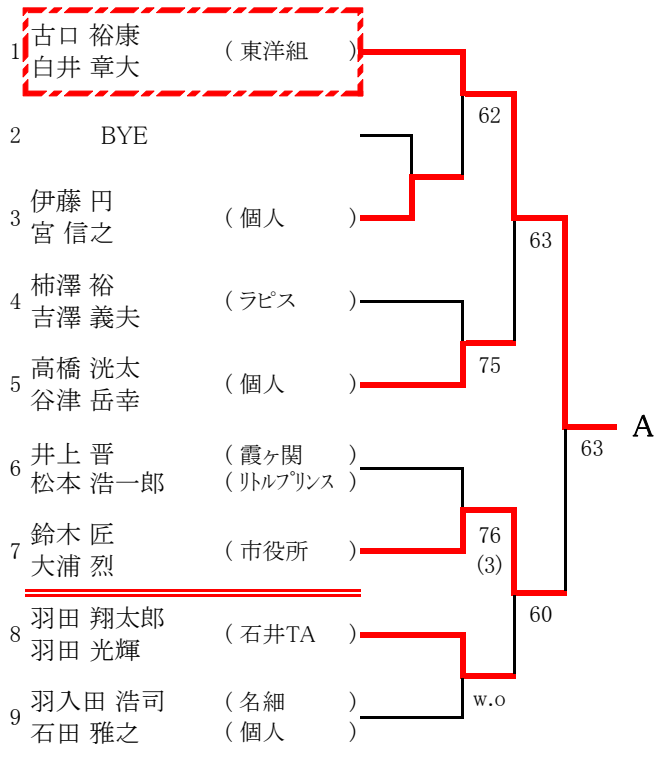 1 古口 裕康
白井 章大 (東洋組)
62
2 BYE
3 伊藤 円
宮 信之 (個人)
63
4 柿澤 裕
吉澤 義夫 (ラピス)
5 高橋 洸太
谷津 岳幸 (個人)
75
A
63
6 井上 晋 (霞ヶ関)
松本 浩一郎 (リトルプリンス)
7 鈴木 匠
大浦 烈 (市役所)
76
(3)
60
8 羽田 翔太郎
羽田 光輝 (石井TA)
w.o
9 羽入田 浩司 (名細)
石田 雅之 (個人)